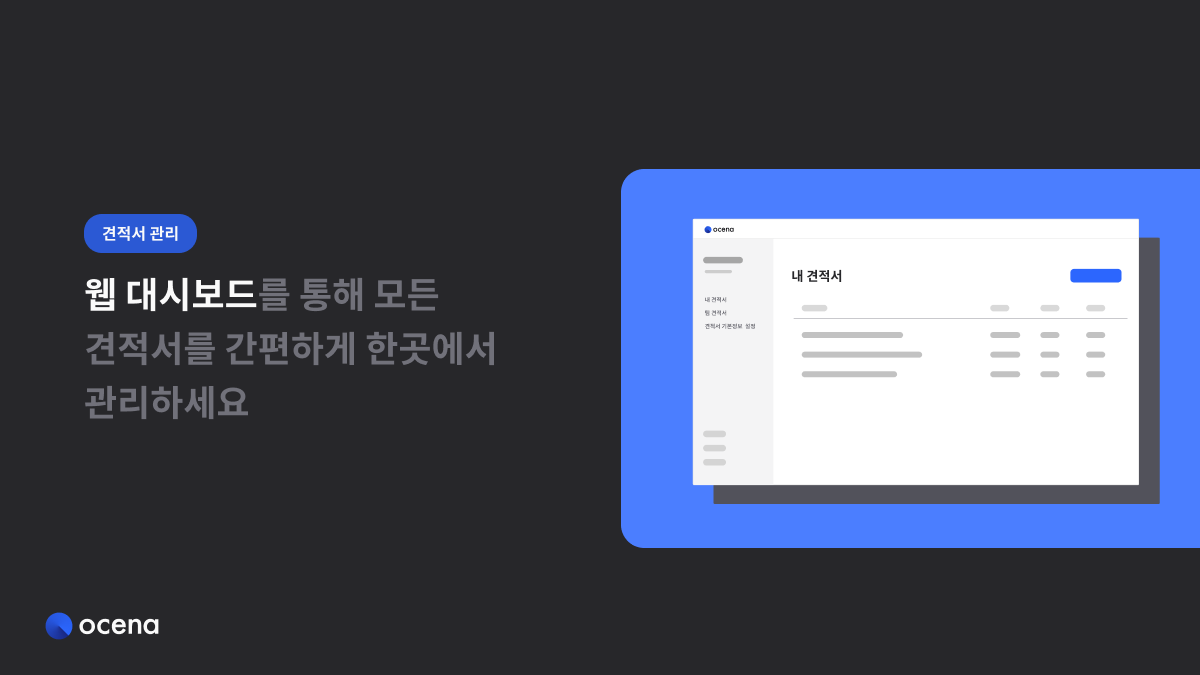 견적서 관리
웹 대시보드를 통해 모든
견적서를 간편하게 한곳에서
관리하세요
ocena
내 견적서
내 견적서
팀 견적서
견적서 기본정보 설정
ocena